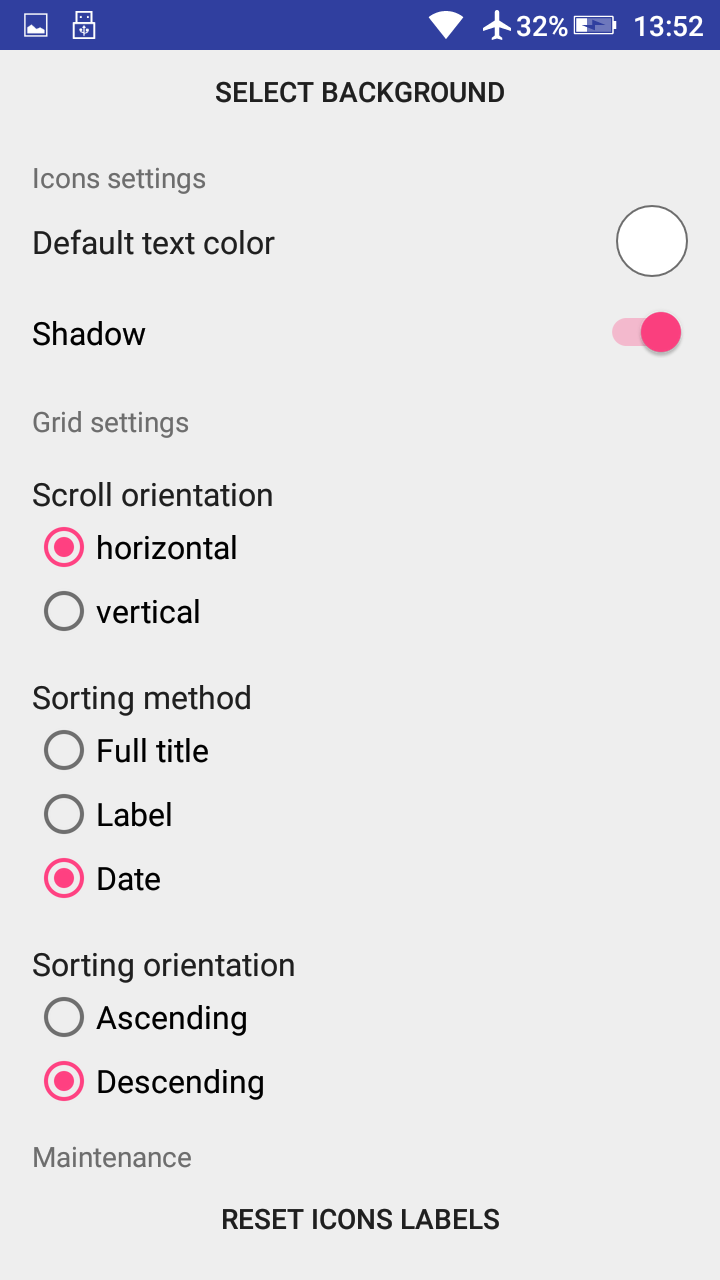 32% 13:52
SELECT BACKGROUND
Icons settings
Default text color
Shadow
Grid settings
Scroll orientation
horizontal
vertical
Sorting method
Full title
Label
Date
Sorting orientation
Ascending
Descending
Maintenance
RESET ICONS LABELS